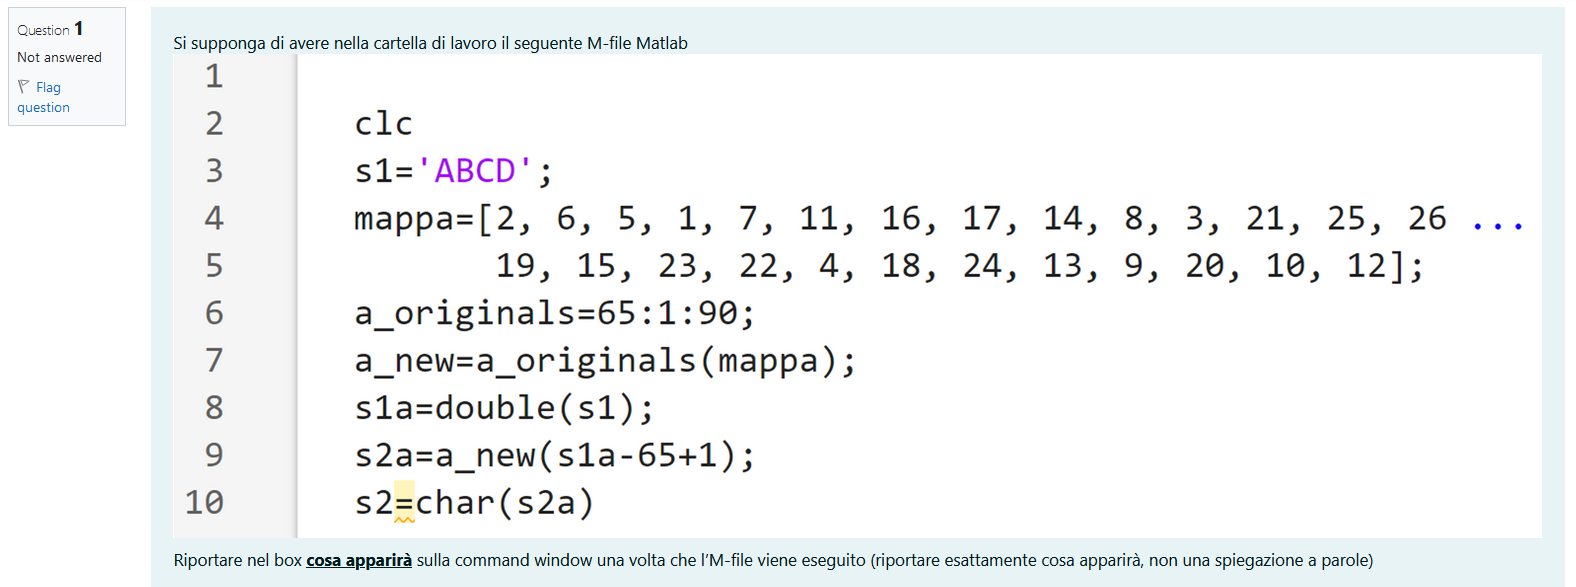 Question 1
Not answered
Flag
question
Si supponga di avere nella cartella di lavoro il seguente M-file Matlab
1
2 clc
3 s1='ABCD';
4 mappa=[2, 6, 5, 1, 7, 11, 16, 17, 14, 8, 3, 21, 25, 26 ...
5 19, 15, 23, 22, 4, 18, 24, 13, 9, 20, 10, 12];
6 a_originals=65:1:90;
7 a_new=a_originals(mappa);
8 s1a=double(s1);
9 s2a=a_new(s1a-65+1);
10 s2=char(s2a)
Riportare nel box cosa apparirà sulla command window una volta che l'M-file viene eseguito (riportare esattamente cosa apparirà, non una spiegazione a parole)